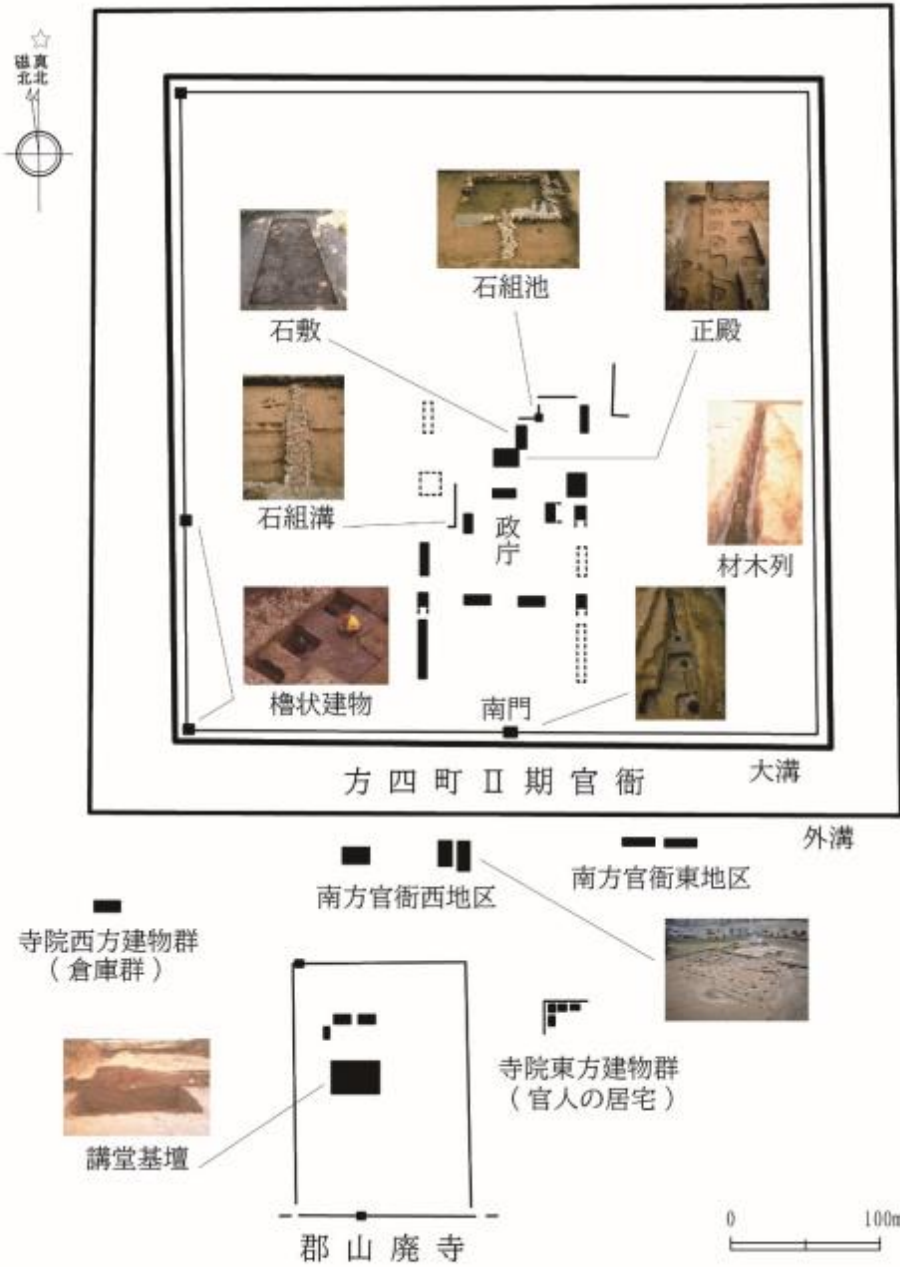 真北
磁北
石組池
石敷
正殿
石組溝
政庁
材木列
櫓状建物
南門
方四町Ⅱ期官衙
大溝
外溝
南方官衙西地区
南方官衙東地区
寺院西方建物群
（倉庫群）
寺院東方建物群
（官人の居宅）
講堂基壇
郡山廃寺
0 100m